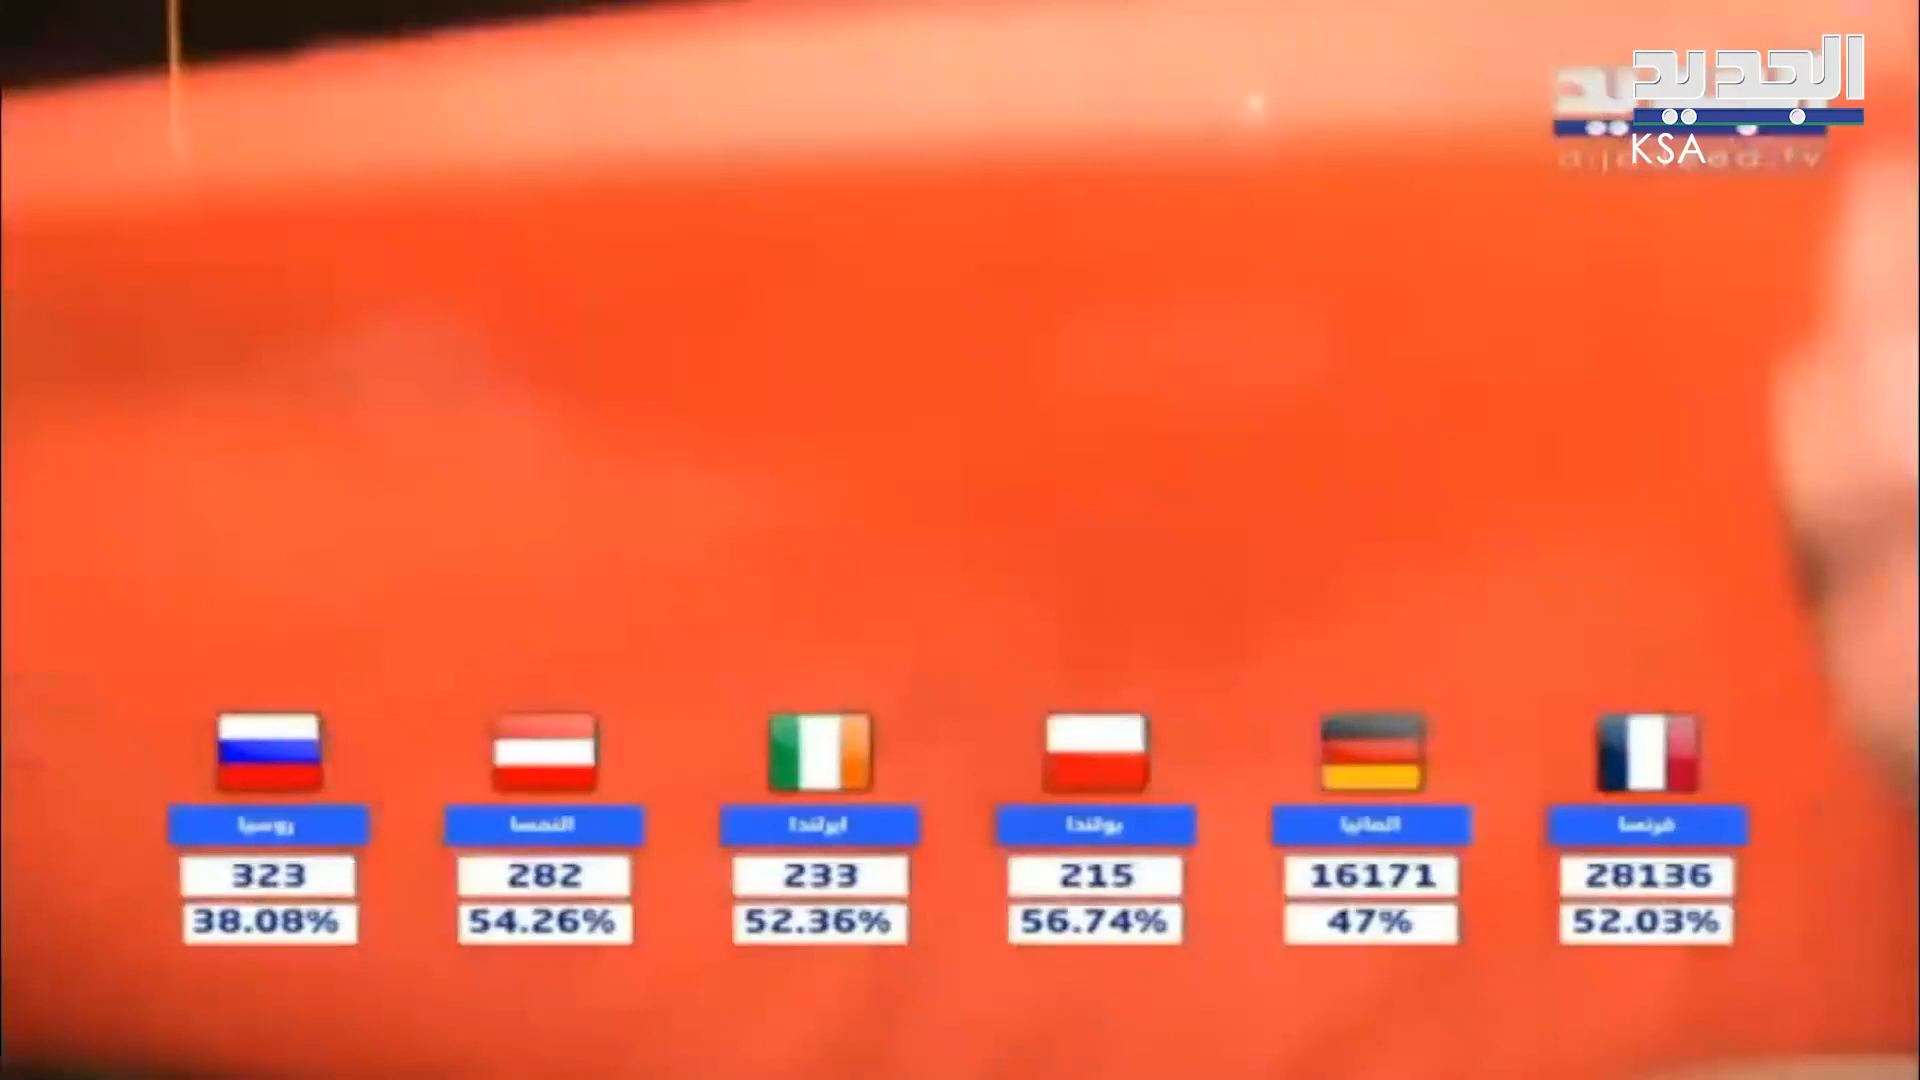 الجديد
KSA
فرنسا
28136
52.03%
المانيا
16171
47%
بولندا
215
56.74%
ايرلندا
233
52.36%
النمسا
282
54.26%
روسيا
323
38.08%